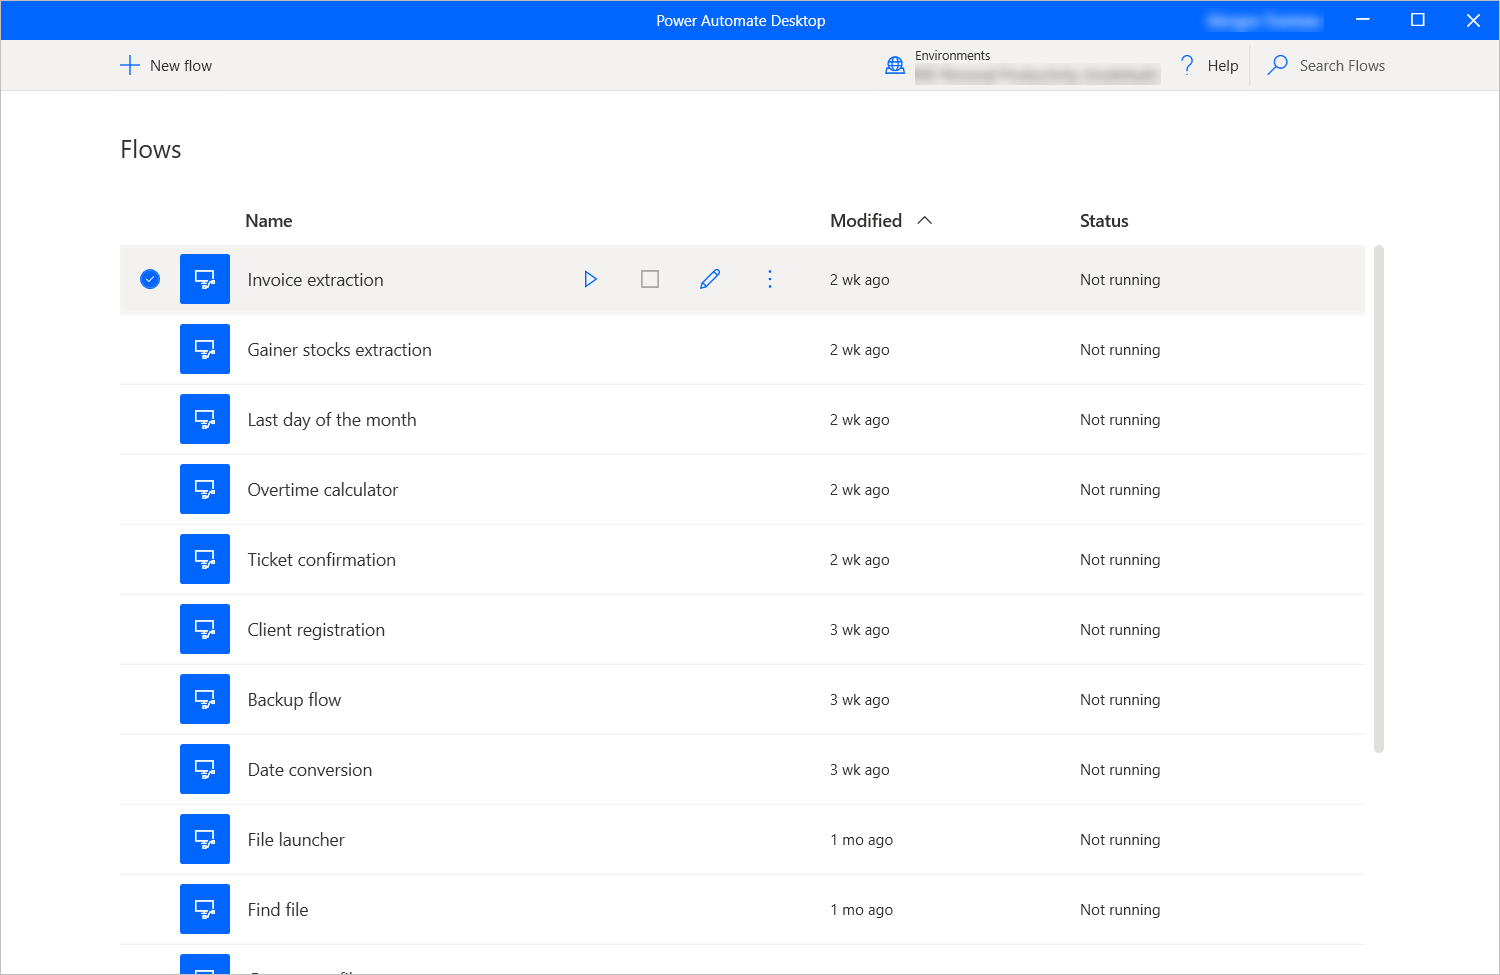 Power Automate Desktop
New flow
Environments
Help
Search Flows
Flows
Name Modified Status
Invoice extraction 2 wk ago Not running
Gainer stocks extraction 2 wk ago Not running
Last day of the month 2 wk ago Not running
Overtime calculator 2 wk ago Not running
Ticket confirmation 2 wk ago Not running
Client registration 3 wk ago Not running
Backup flow 3 wk ago Not running
Date conversion 3 wk ago Not running
File launcher 1 mo ago Not running
Find file 1 mo ago Not running